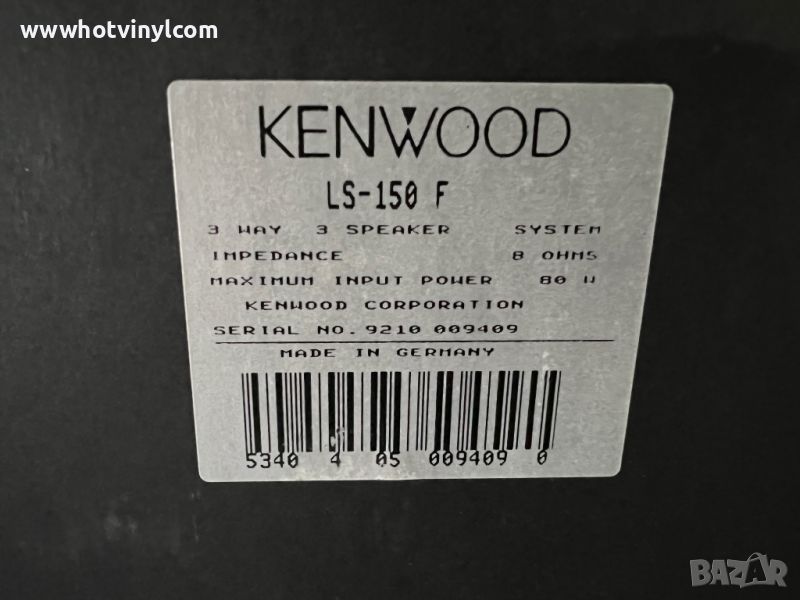 www.hotvinyl.com
KENWOOD
LS-150 F
3 WAY 3 SPEAKER SYSTEM
IMPEDANCE 8 OHMS
MAXIMUM INPUT POWER 80 W
KENWOOD CORPORATION
SERIAL NO. 9210 009409
MADE IN GERMANY
5340 4 05 009409 0
BAZAR